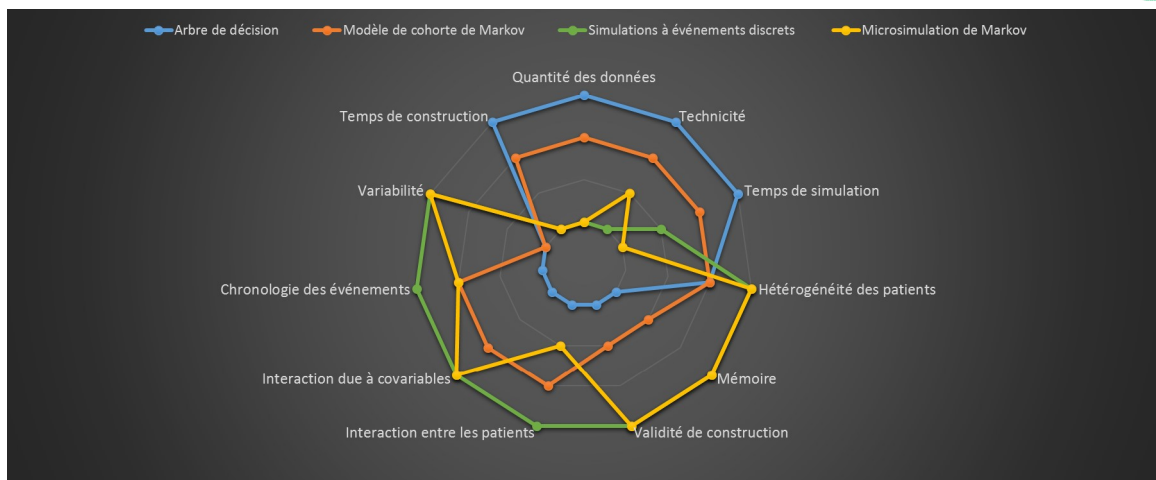 Arbre de décision Modèle de cohorte de Markov Simulations à événements discrets Microsimulation de Markov
Quantité des données
Temps de construction Technicité
Variabilité Temps de simulation
Chronologie des événements Hétérogénéité des patients
Interaction due à covariables Mémoire
Interaction entre les patients Validité de construction